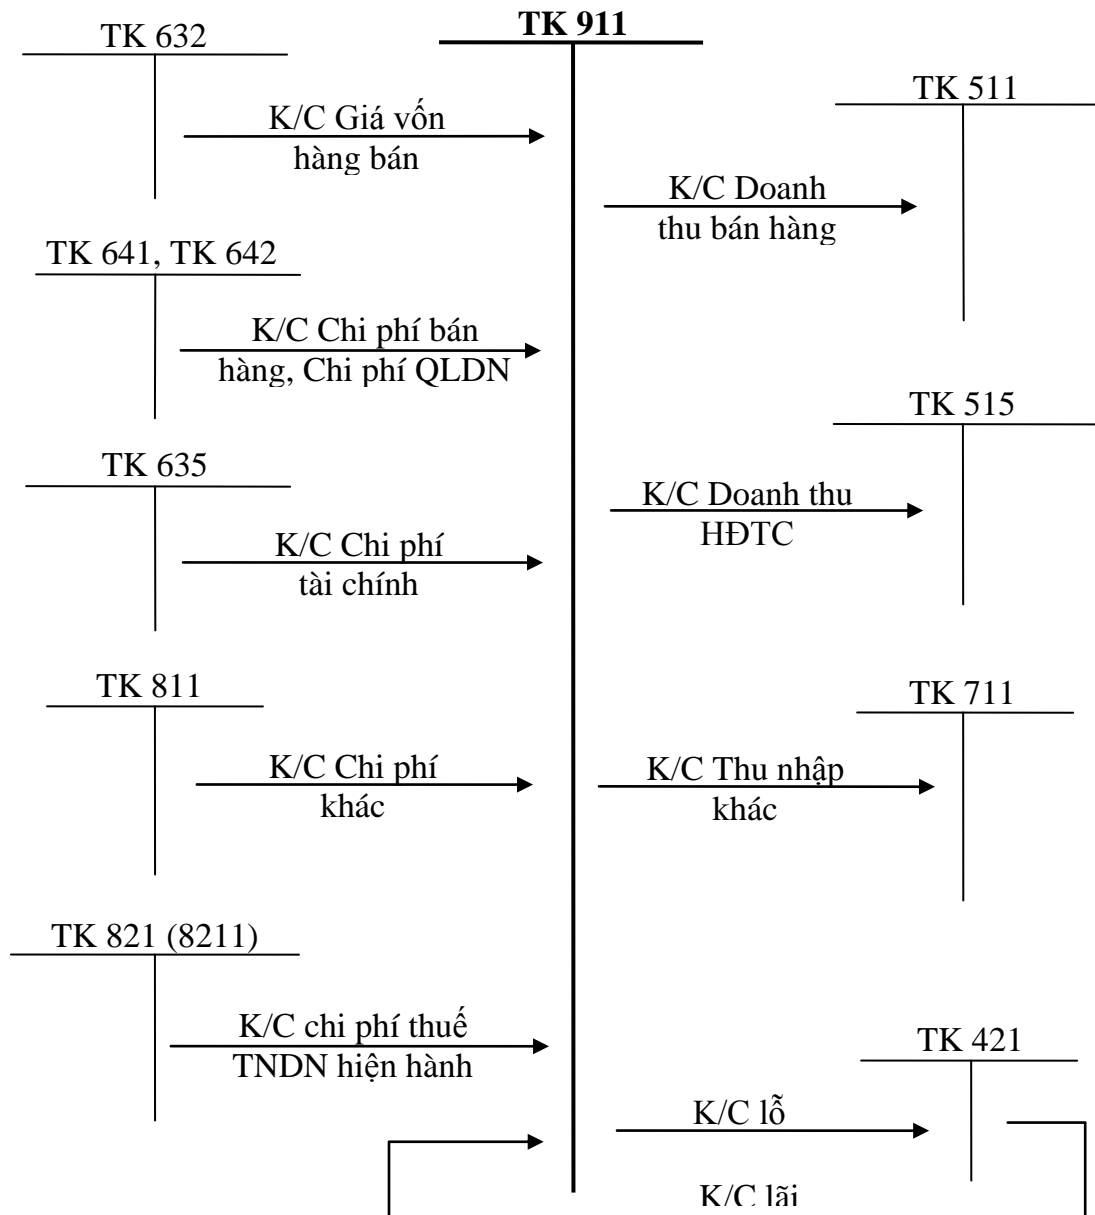 TK 911
TK 632
K/C Giá vốn
hàng bán
TK 511
K/C Doanh
thu bán hàng
TK 641, TK 642
K/C Chi phí bán
hàng, Chi phí QLDN
TK 515
K/C Doanh thu
HĐTC
TK 635
K/C Chi phí
tài chính
TK 811
K/C Chi phí
khác
TK 711
K/C Thu nhập
khác
TK 821 (8211)
K/C chi phí thuế
TNDN hiện hành
TK 421
K/C lỗ
K/C lãi